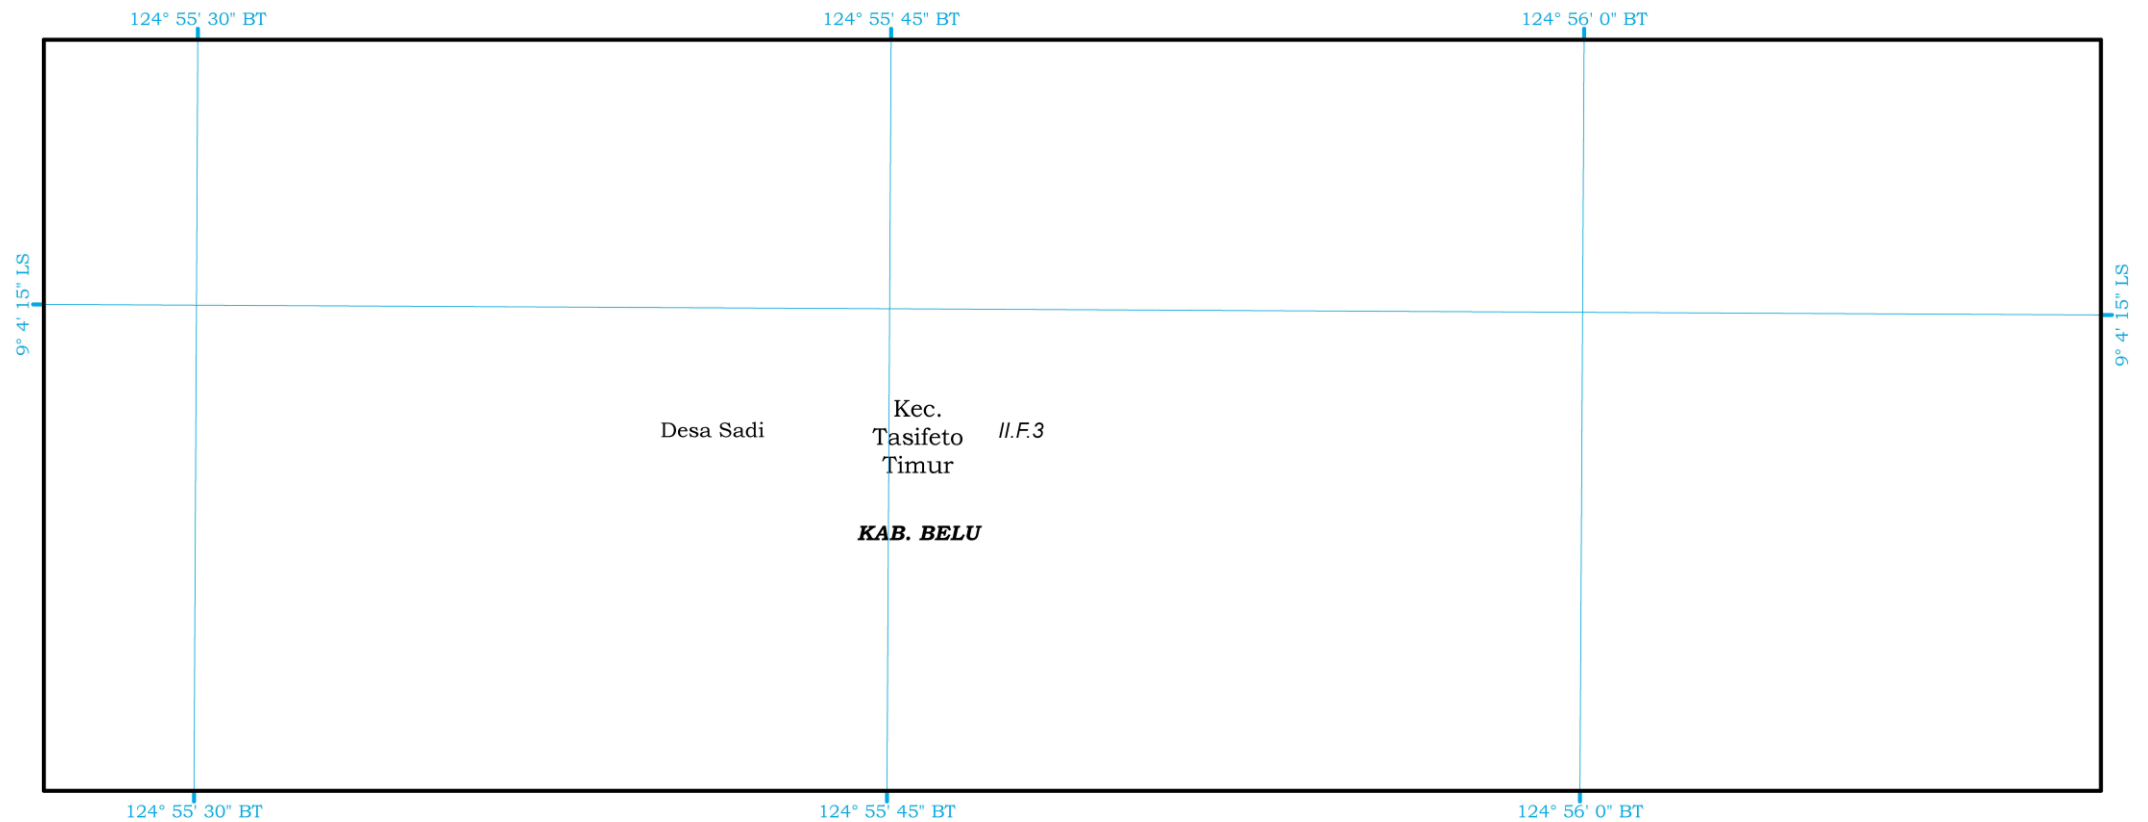 124° 55' 30" BT
124° 55' 45" BT
124° 56' 0" BT
9° 4' 15" LS
9° 4' 15" LS
Desa Sadi
Kec.
Tasifeto
Timur
II.F.3
KAB. BELU
124° 55' 30" BT
124° 55' 45" BT
124° 56' 0" BT